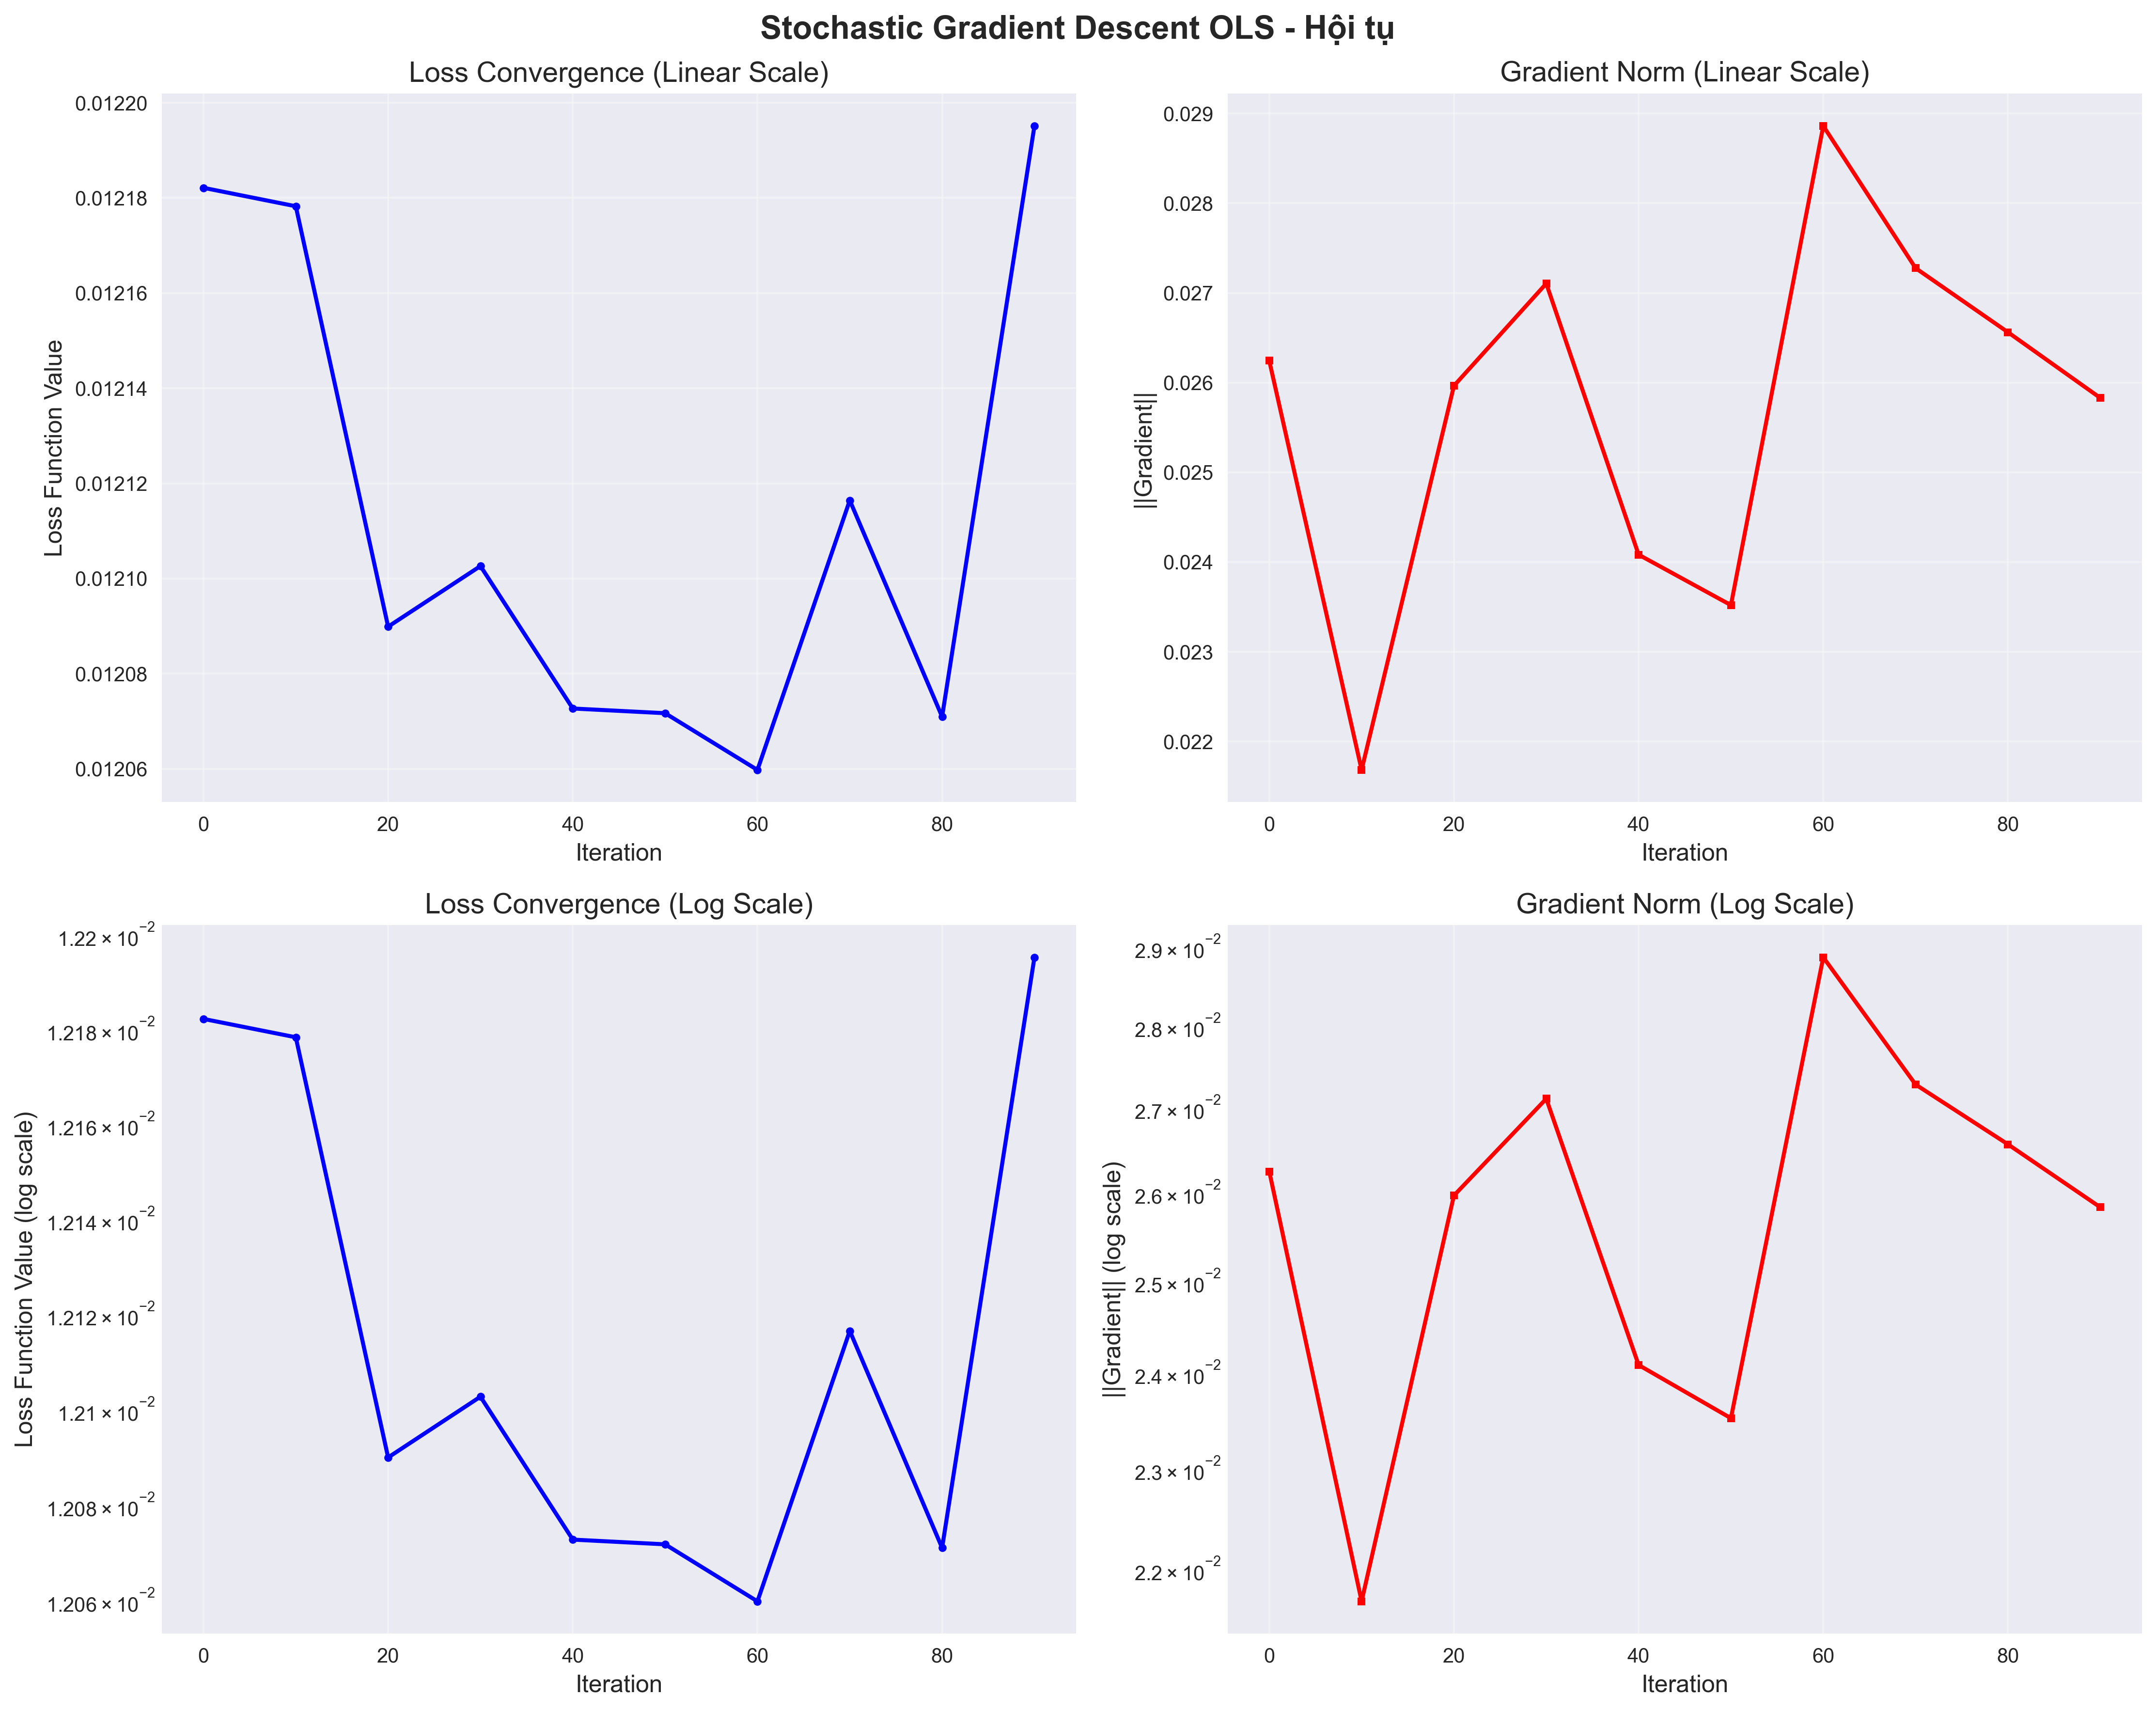 Stochastic Gradient Descent OLS - Hội tụ
Loss Convergence (Linear Scale)
Loss Function Value
0.01220
0.01218
0.01216
0.01214
0.01212
0.01210
0.01208
0.01206
0 20 40 60 80
Iteration
Gradient Norm (Linear Scale)
||Gradient||
0.029
0.028
0.027
0.026
0.025
0.024
0.023
0.022
0 20 40 60 80
Iteration
Loss Convergence (Log Scale)
Loss Function Value (log scale)
1.22 × 10⁻²
1.218 × 10⁻²
1.216 × 10⁻²
1.214 × 10⁻²
1.212 × 10⁻²
1.21 × 10⁻²
1.208 × 10⁻²
1.206 × 10⁻²
0 20 40 60 80
Iteration
Gradient Norm (Log Scale)
||Gradient|| (log scale)
2.9 × 10⁻²
2.8 × 10⁻²
2.7 × 10⁻²
2.6 × 10⁻²
2.5 × 10⁻²
2.4 × 10⁻²
2.3 × 10⁻²
2.2 × 10⁻²
0 20 40 60 80
Iteration